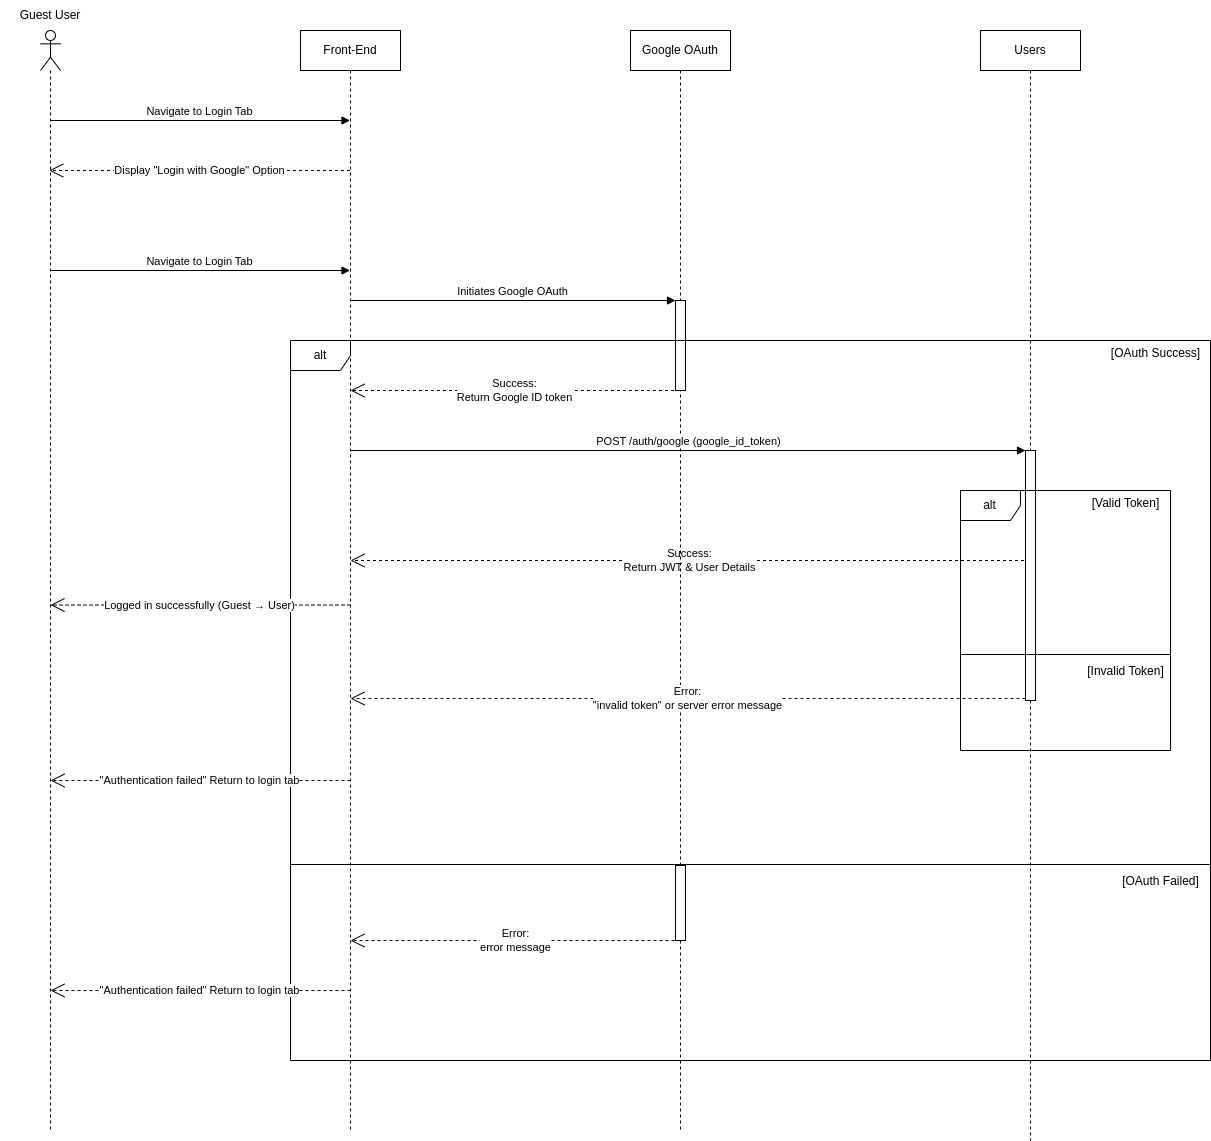 Guest User
Front-End
Google OAuth
Users
Navigate to Login Tab
Display "Login with Google" Option
Navigate to Login Tab
Initiates Google OAuth
alt
[OAuth Success]
Success:
Return Google ID token
POST /auth/google (google_id_token)
alt
[Valid Token]
Success:
Return JWT & User Details
Logged in successfully (Guest → User)
[Invalid Token]
Error:
"invalid token" or server error message
"Authentication failed" Return to login tab
[OAuth Failed]
Error:
error message
"Authentication failed" Return to login tab